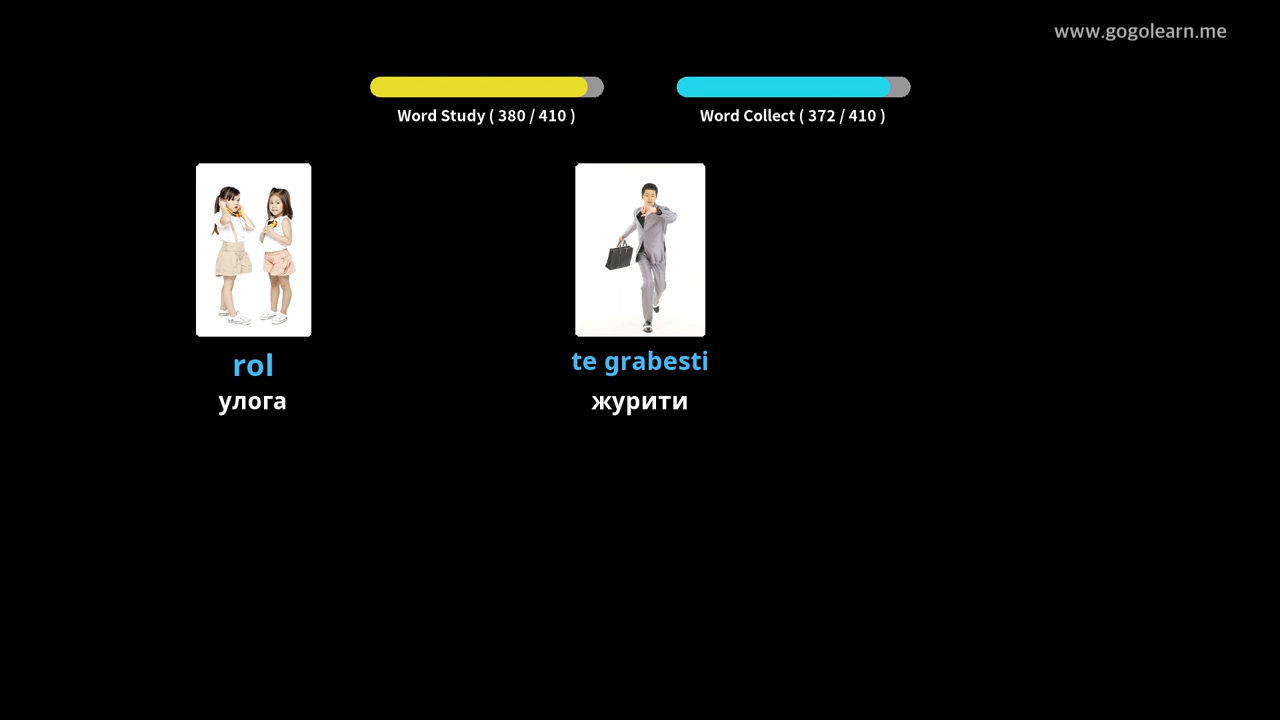 www.gogolearn.me
Word Study ( 380 / 410 )
Word Collect ( 372 / 410 )
rol
улога
te grabesti
журити